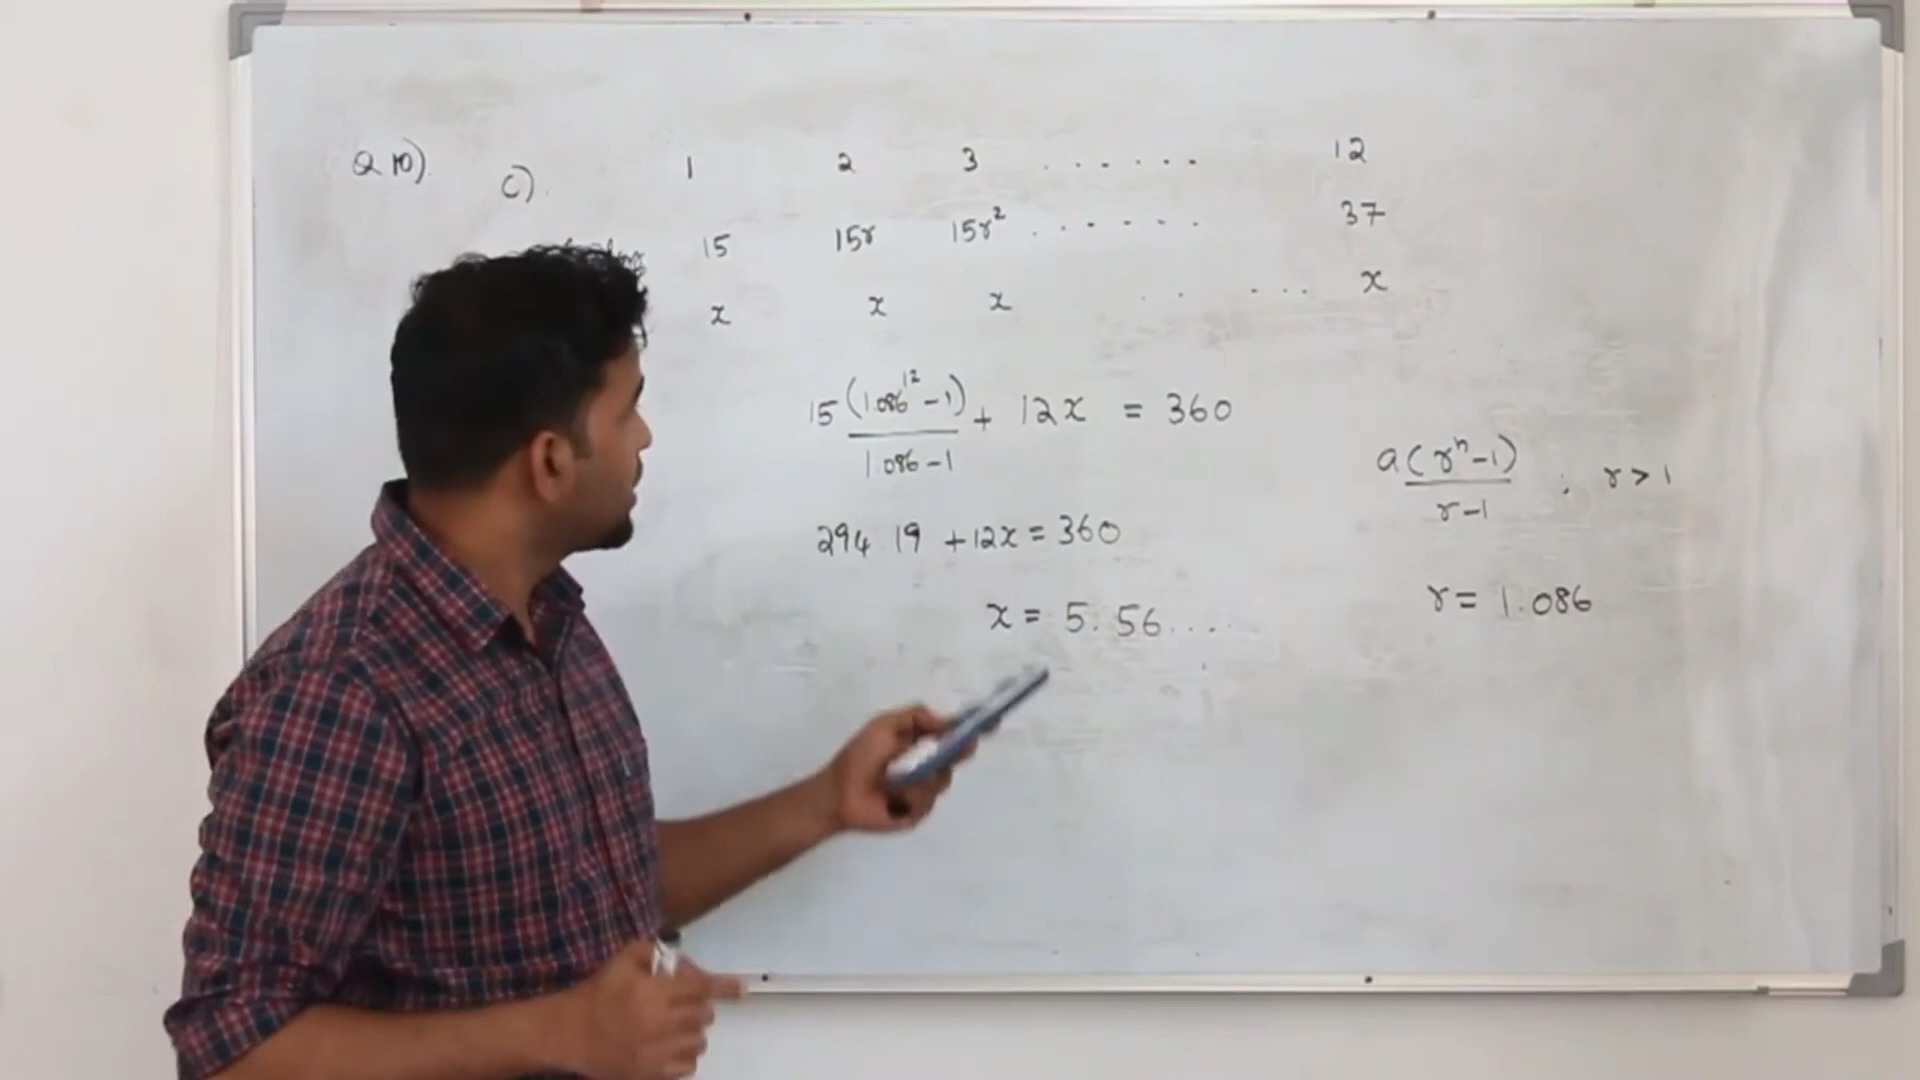 Q 10). C). 1 2 3 ...... 12
15 15r 15r² ...... 37
x x x .. ... x
15(1.086¹² - 1)/(1.086 - 1) + 12x = 360
a(rⁿ - 1)/(r - 1) ; r > 1
294.19 + 12x = 360
x = 5.56....
r = 1.086